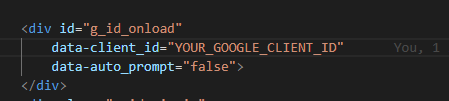 <div id="g_id_onload"
data-client_id="YOUR_GOOGLE_CLIENT_ID" You, 1
data-auto_prompt="false">
</div>